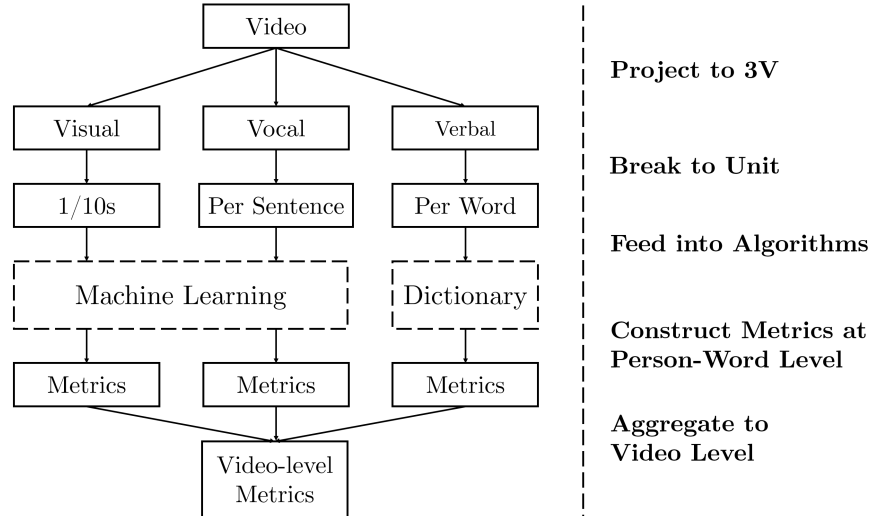 Video
Project to 3V
Visual
Vocal
Verbal
Break to Unit
1/10s
Per Sentence
Per Word
Feed into Algorithms
Machine Learning
Dictionary
Construct Metrics at
Person-Word Level
Metrics
Metrics
Metrics
Aggregate to
Video Level
Video-level
Metrics